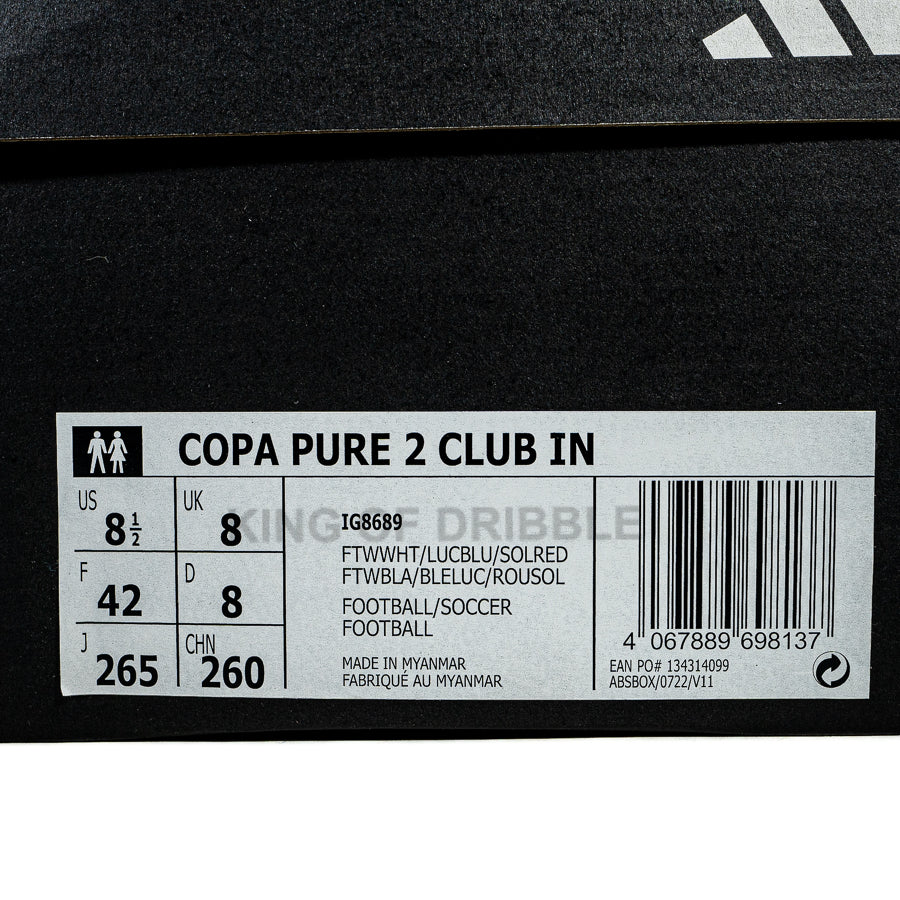 COPA PURE 2 CLUB IN
US
8 1/2
UK
8
F
42
D
8
J
265
CHN
260
KING OF DRIBBLE
IG8689
FTWWHT/LUCBLU/SOLRED
FTWBLA/BLELUC/ROUSOL
FOOTBALL/SOCCER
FOOTBALL
MADE IN MYANMAR
FABRIQUÉ AU MYANMAR
4 067889 698137
EAN PO# 134314099
ABSBOX/0722/V11